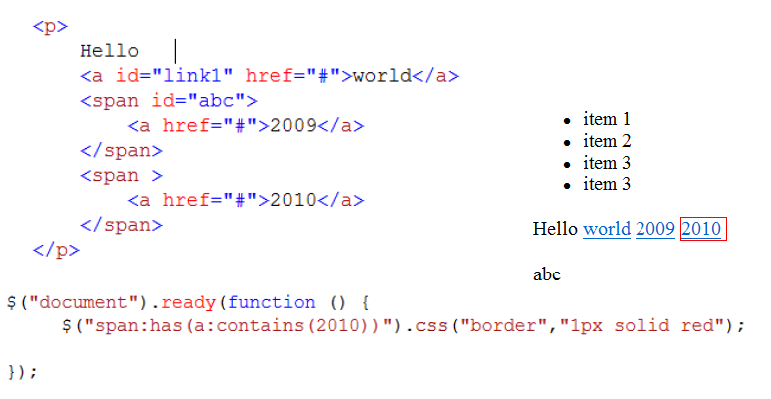 <p>
Hello
<a id="link1" href="#">world</a>
<span id="abc">
<a href="#">2009</a>
</span>
<span >
<a href="#">2010</a>
</span>
</p>
• item 1
• item 2
• item 3
• item 3
Hello world 2009 2010
abc
$("document").ready(function () {
$("span:has(a:contains(2010))").css("border","1px solid red");
});